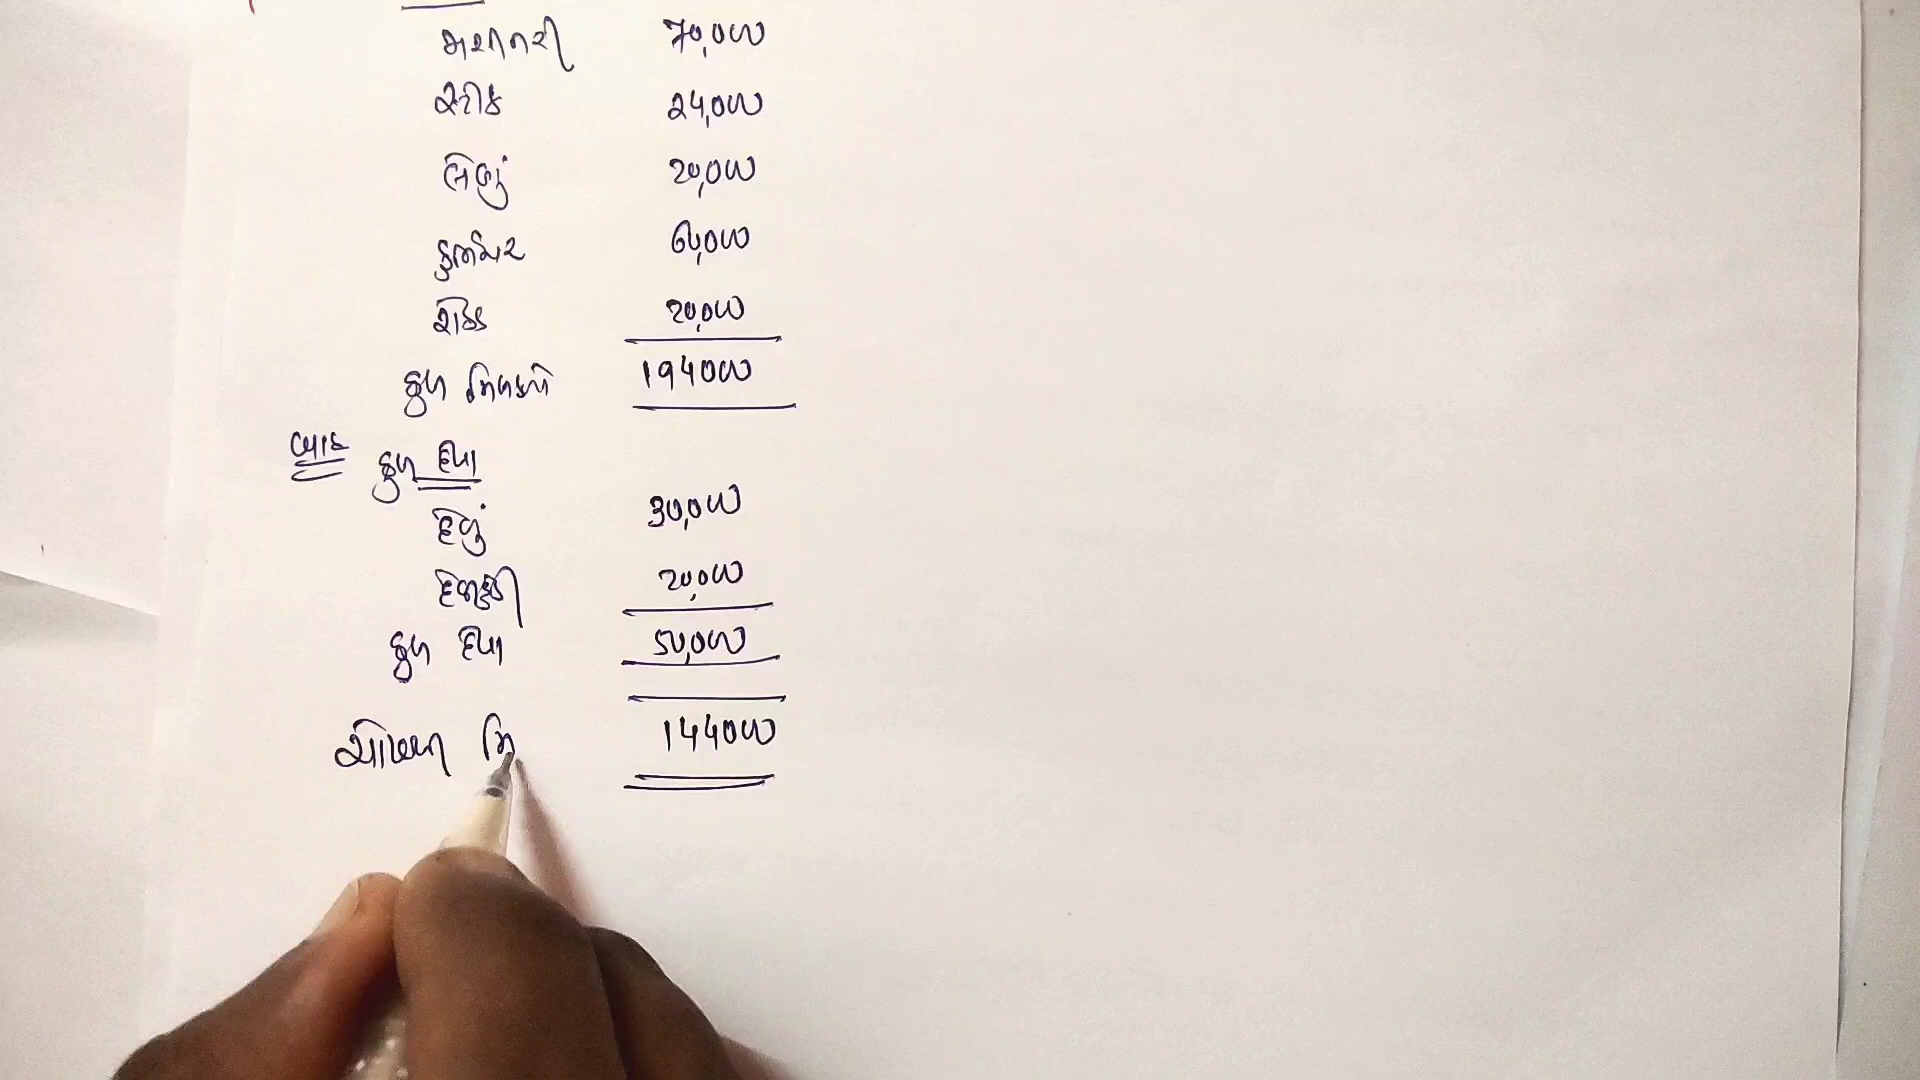 મશીનરી 70,000
સ્ટોક 24,000
લેણું 20,000
ફર્નિચર 60,000
રોકડ 20,000
કુળ મિલકતો 194000
બાદ કુળ દેવા
દેવું 30,000
દેવીહુંડી 20,000
કુળ દેવા 50,000
ચોખ્ખી મિ 144000